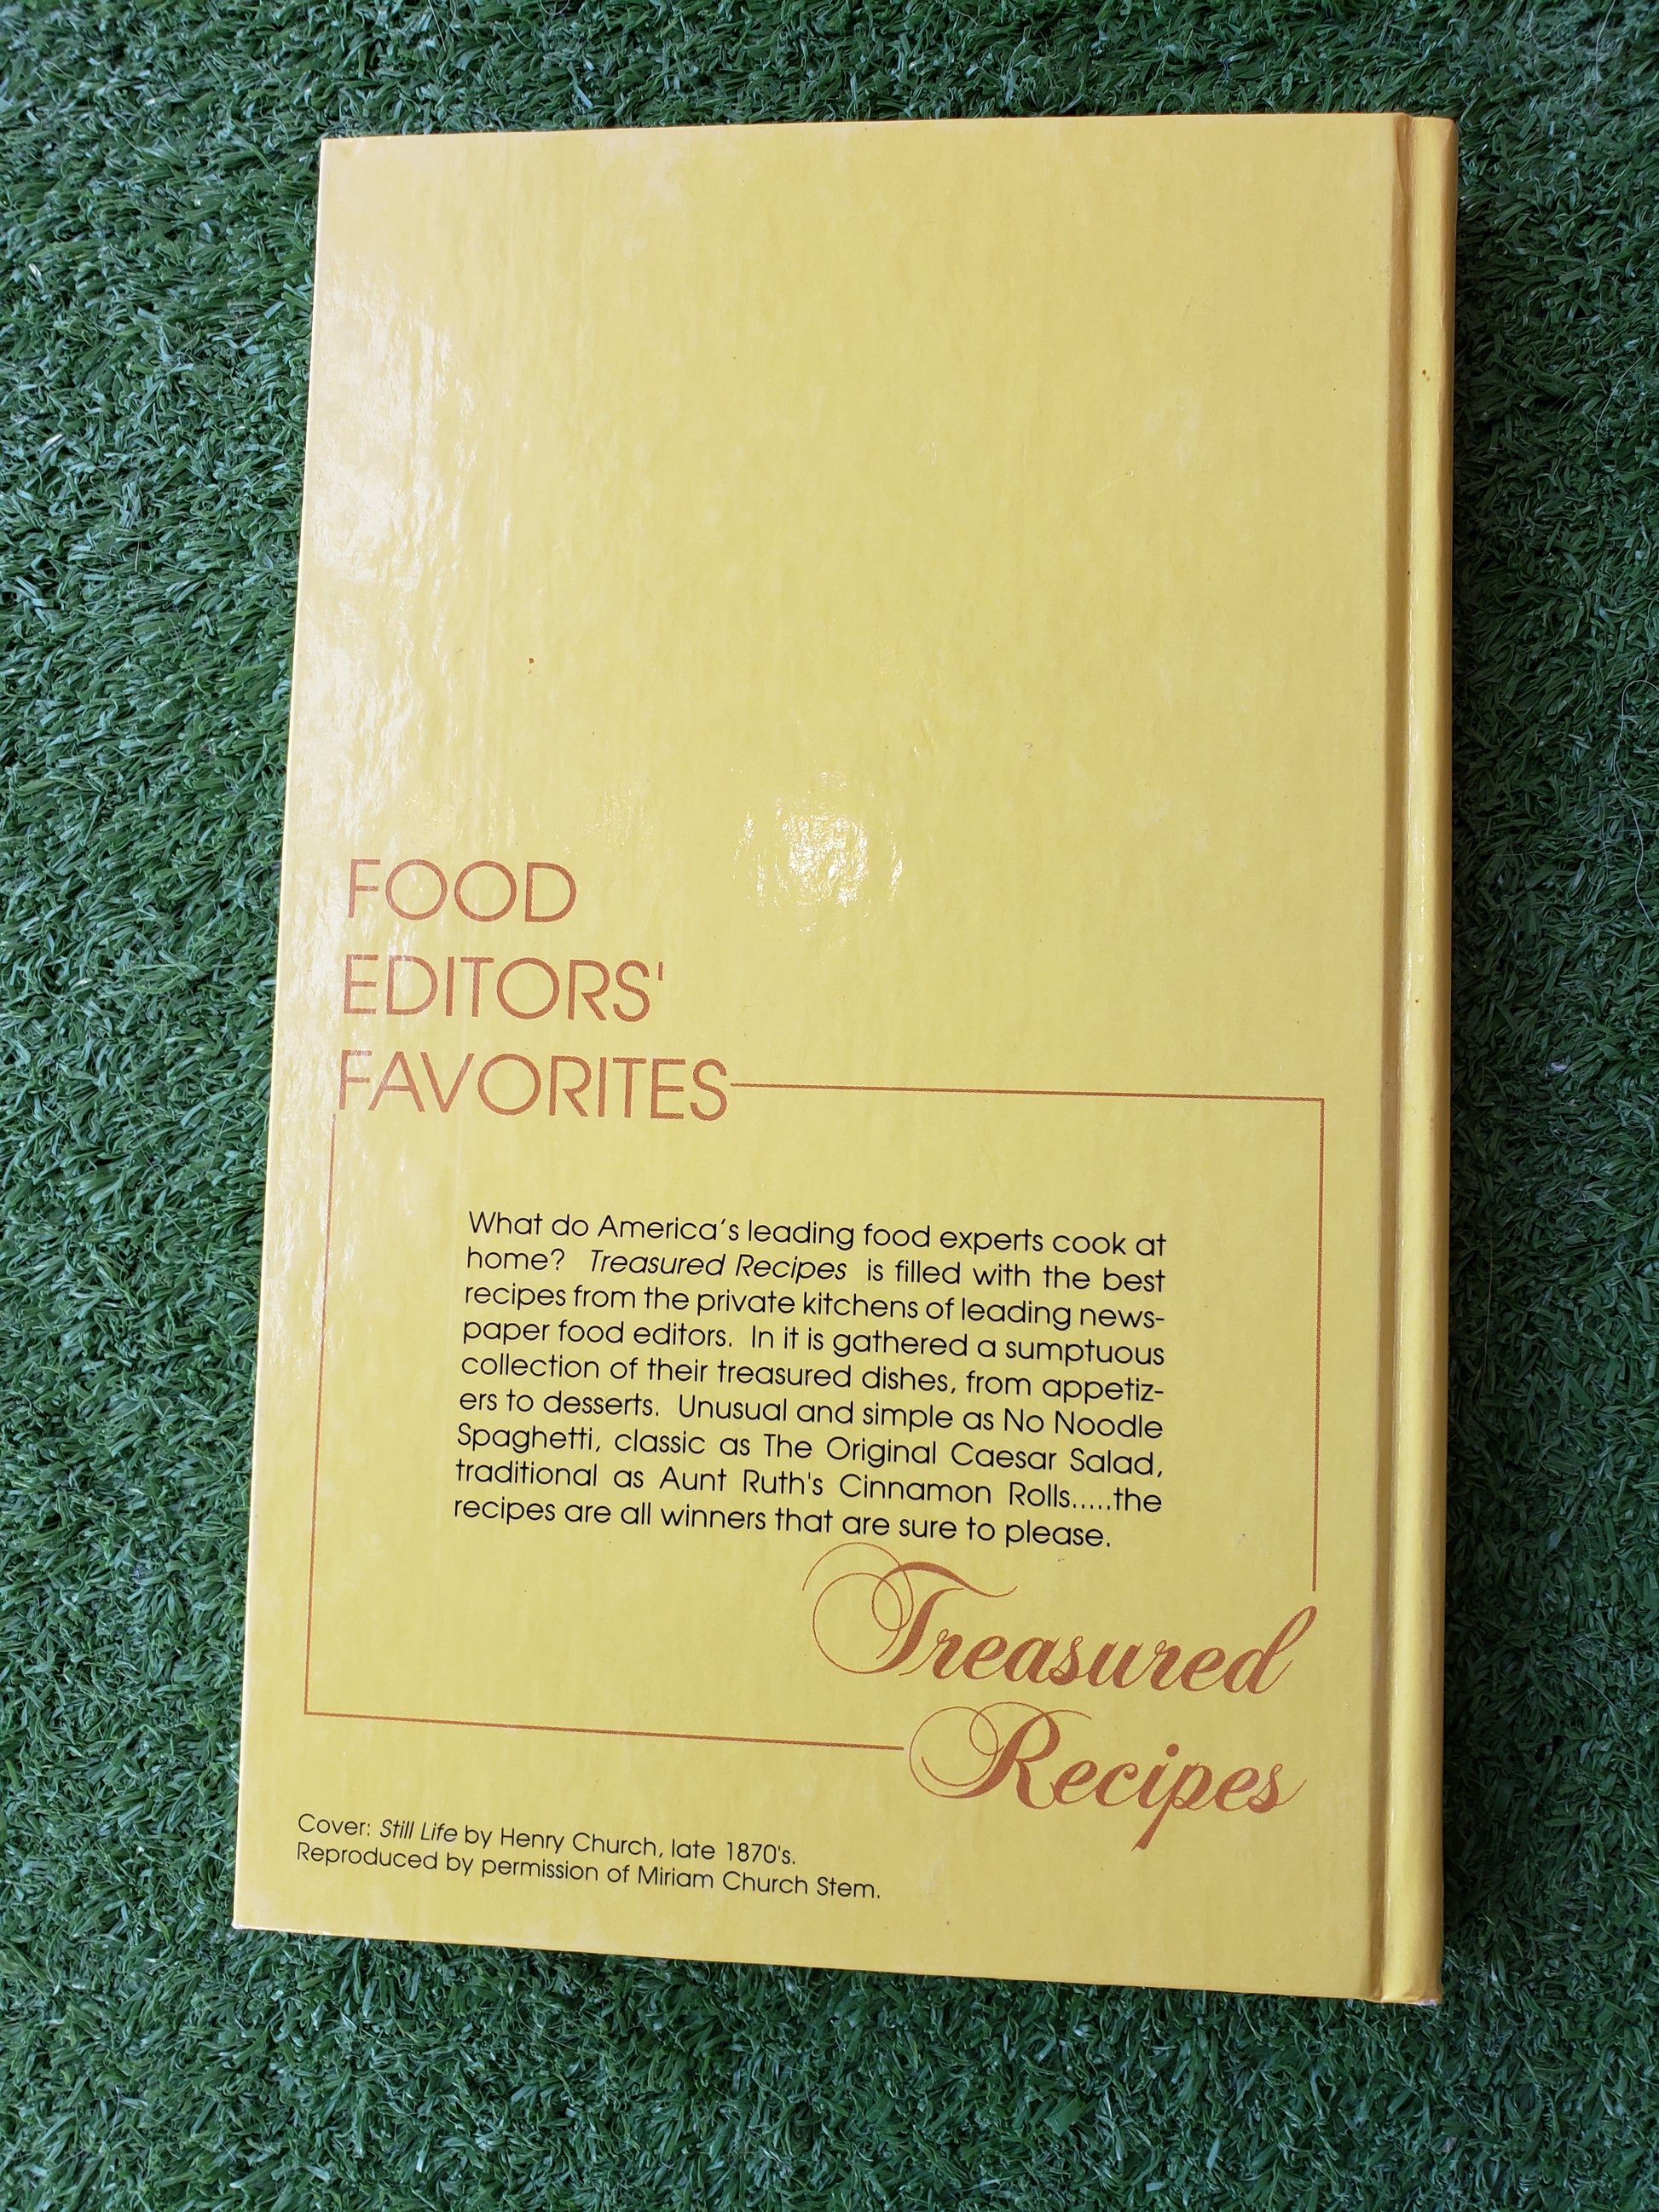 FOOD
EDITORS'
FAVORITES
What do America's leading food experts cook at
home? Treasured Recipes is filled with the best
recipes from the private kitchens of leading news-
paper food editors. In it is gathered a sumptuous
collection of their treasured dishes, from appetiz-
ers to desserts. Unusual and simple as No Noodle
Spaghetti, classic as The Original Caesar Salad,
traditional as Aunt Ruth's Cinnamon Rolls.....the
recipes are all winners that are sure to please.
Treasured
Recipes
Cover: Still Life by Henry Church, late 1870's.
Reproduced by permission of Miriam Church Stem.